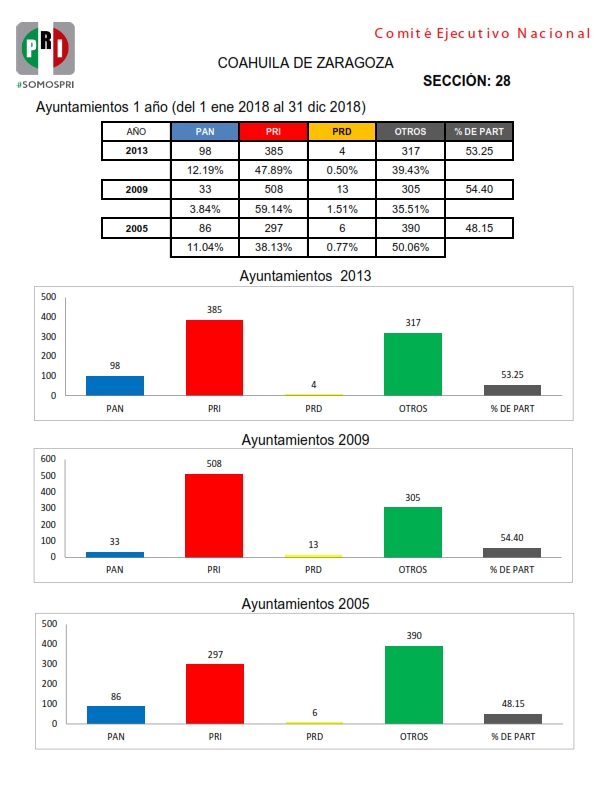 Comité Ejecutivo Nacional
PRI
#SOMOSPRI
COAHUILA DE ZARAGOZA
SECCIÓN: 28
Ayuntamientos 1 año (del 1 ene 2018 al 31 dic 2018)
AÑO PAN PRI PRD OTROS % DE PART
2013 98 385 4 317 53.25
12.19% 47.89% 0.50% 39.43%
2009 33 508 13 305 54.40
3.84% 59.14% 1.51% 35.51%
2005 86 297 6 390 48.15
11.04% 38.13% 0.77% 50.06%
Ayuntamientos 2013
500
400
300
200
100
0
98 385 4 317 53.25
PAN PRI PRD OTROS % DE PART
Ayuntamientos 2009
600
500
400
300
200
100
0
33 508 13 305 54.40
PAN PRI PRD OTROS % DE PART
Ayuntamientos 2005
500
400
300
200
100
0
86 297 6 390 48.15
PAN PRI PRD OTROS % DE PART